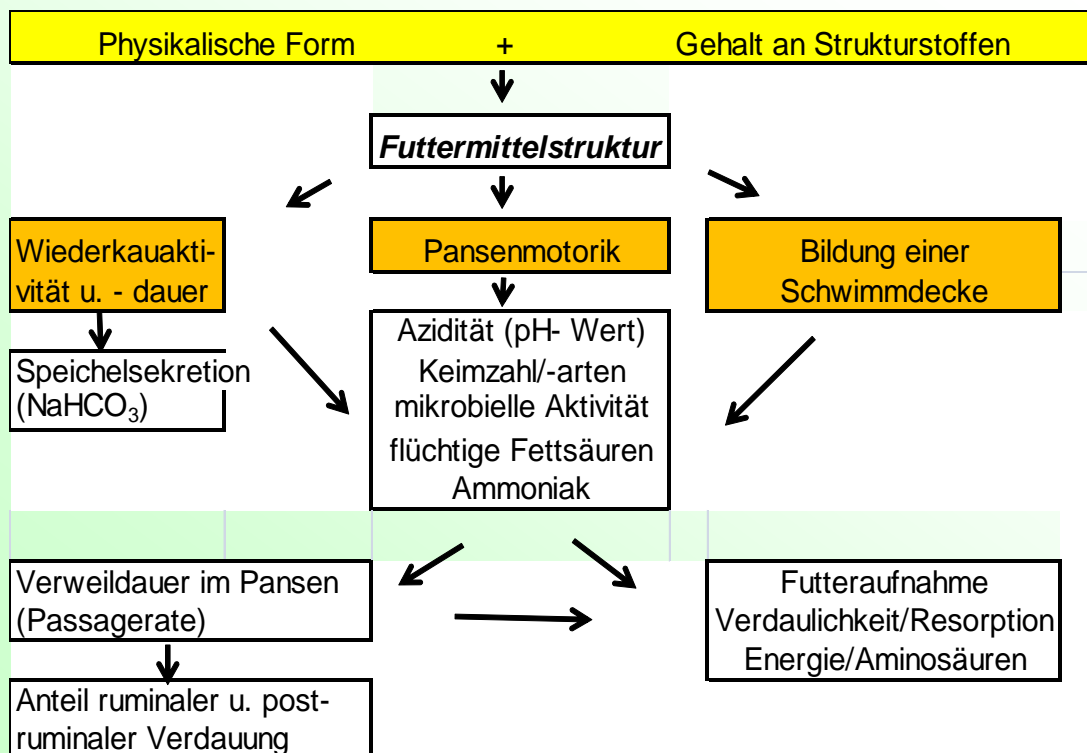 Physikalische Form + Gehalt an Strukturstoffen
Futtermittelstruktur
Wiederkauakti-
vität u. - dauer
Pansenmotorik
Bildung einer
Schwimmdecke
Speichelsekretion
(NaHCO₃)
Azidität (pH- Wert)
Keimzahl/-arten
mikrobielle Aktivität
flüchtige Fettsäuren
Ammoniak
Verweildauer im Pansen
(Passagerate)
Futteraufnahme
Verdaulichkeit/Resorption
Energie/Aminosäuren
Anteil ruminaler u. post-
ruminaler Verdauung